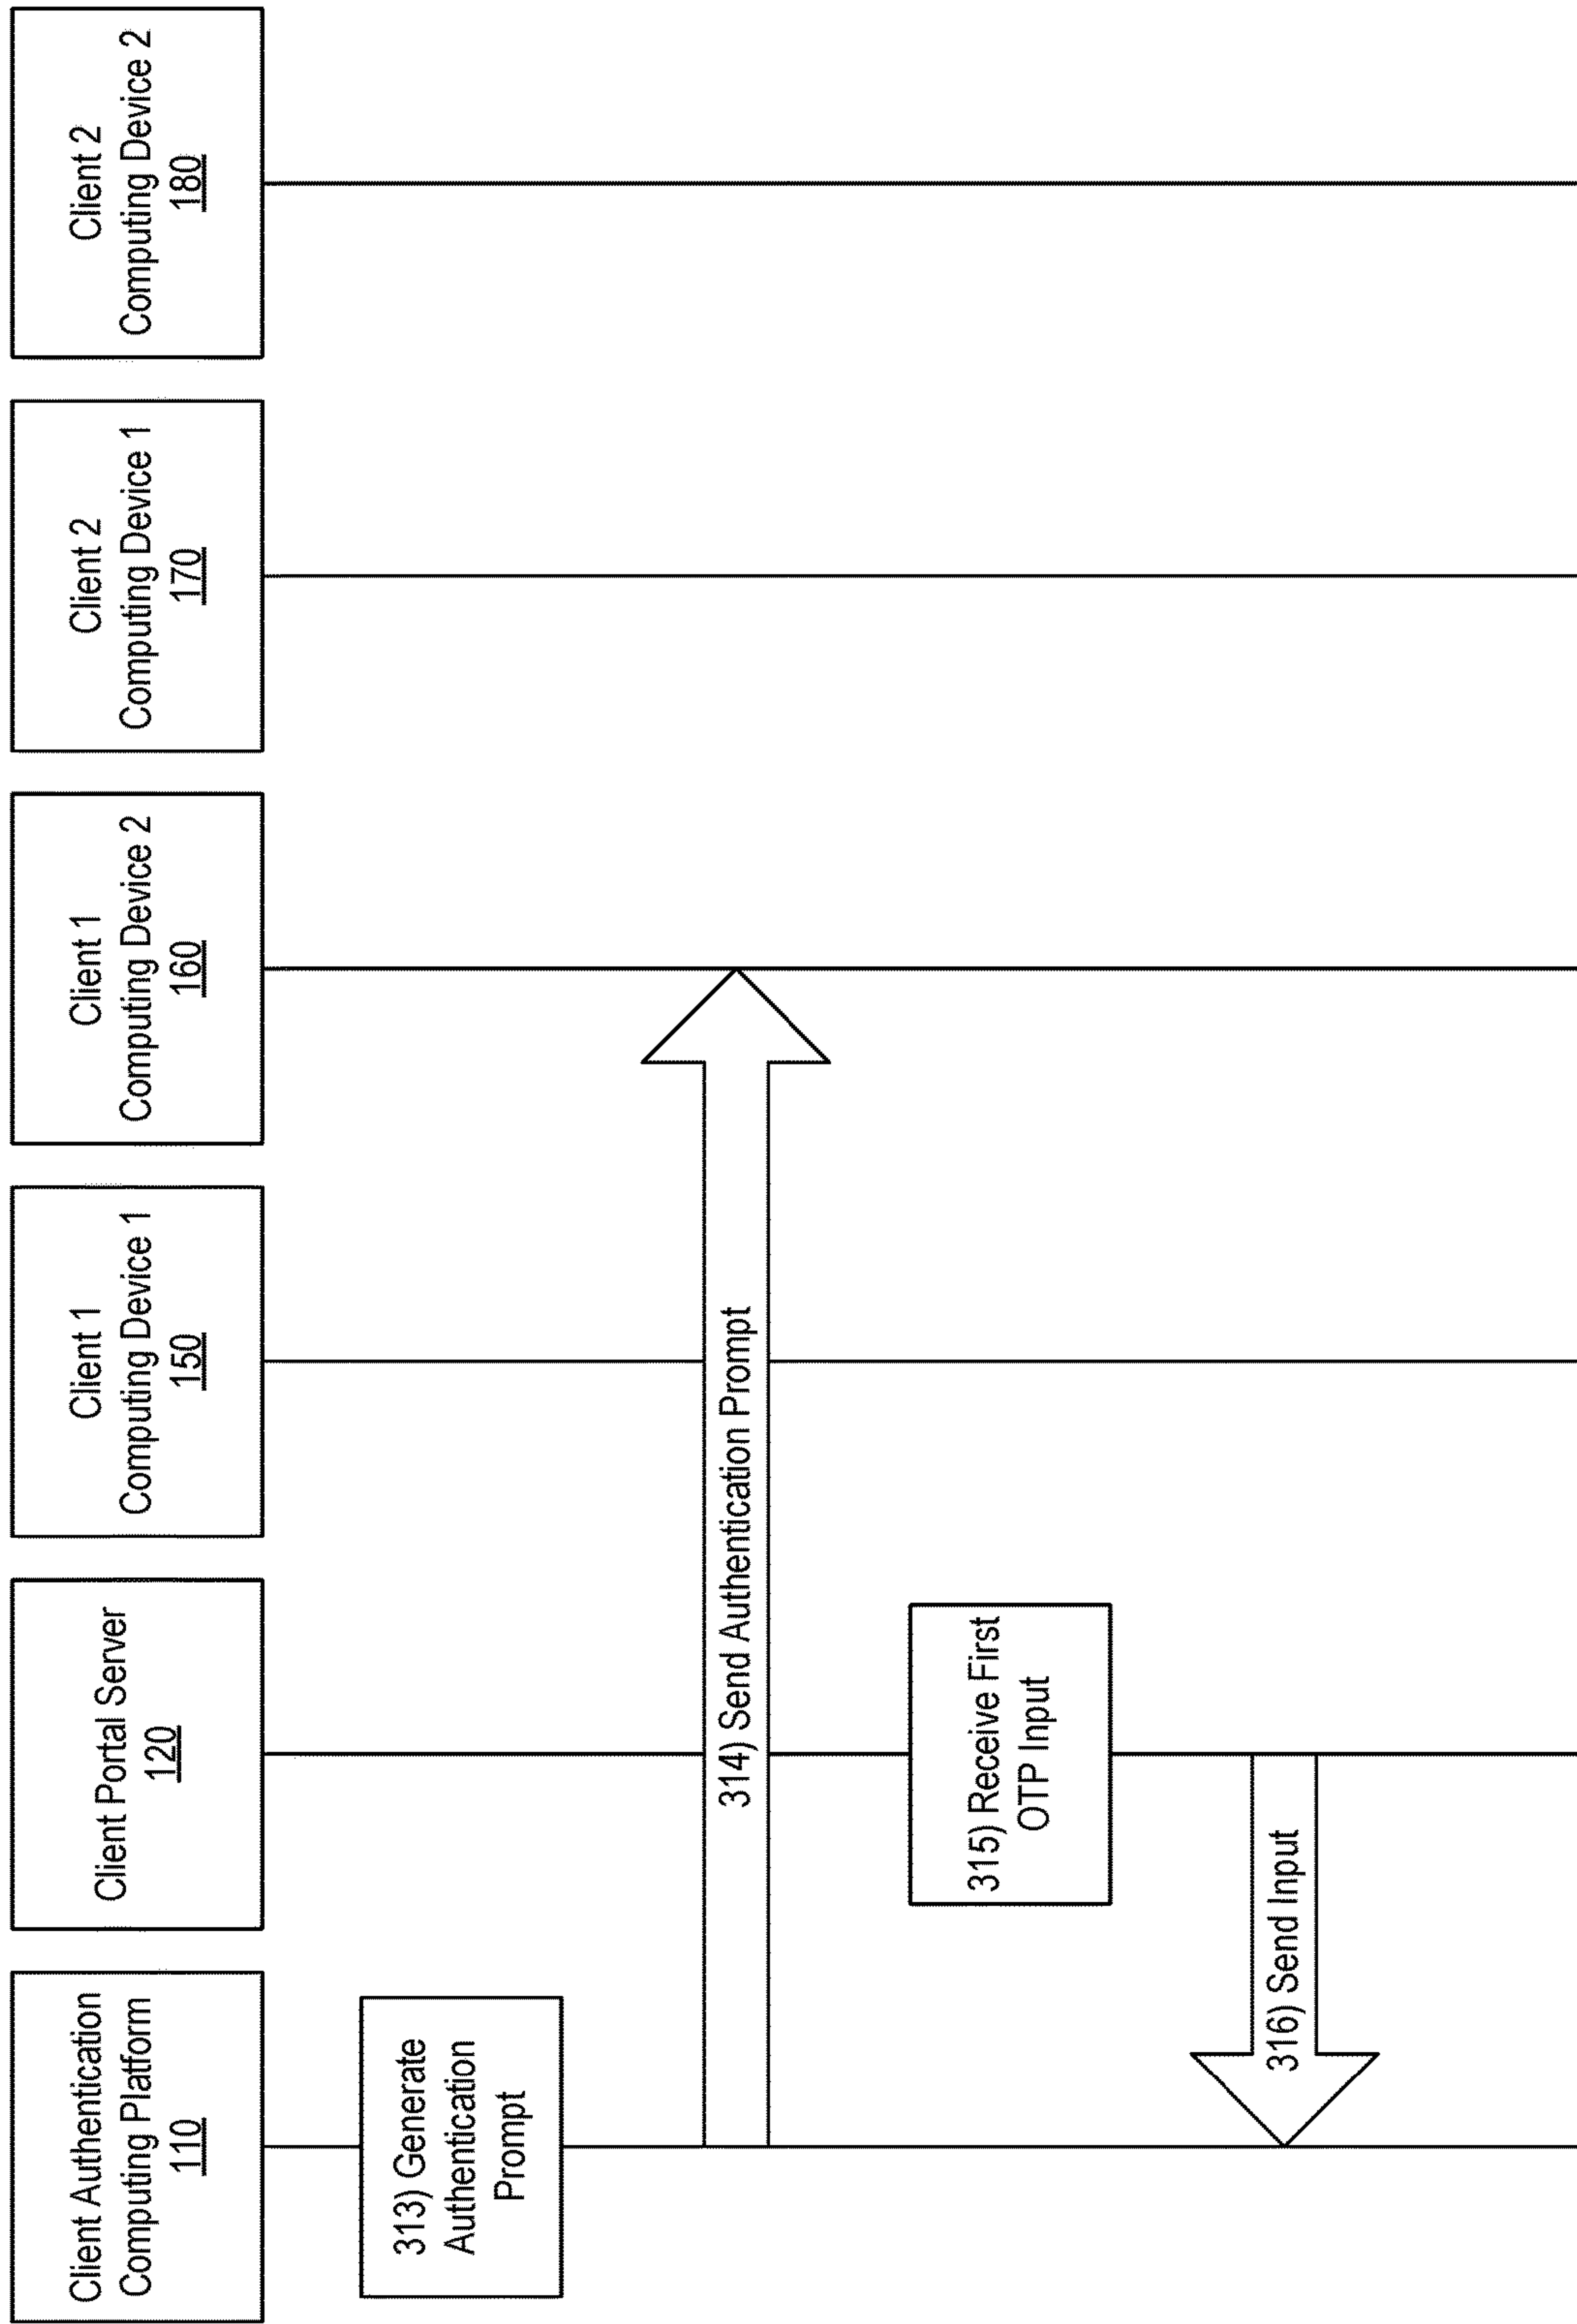 Client Authentication
Computing Platform
110
Client Portal Server
120
Client 1
Computing Device 1
150
Client 1
Computing Device 2
160
Client 2
Computing Device 1
170
Client 2
Computing Device 2
180
313) Generate
Authentication
Prompt
314) Send Authentication Prompt
315) Receive First
OTP Input
316) Send Input